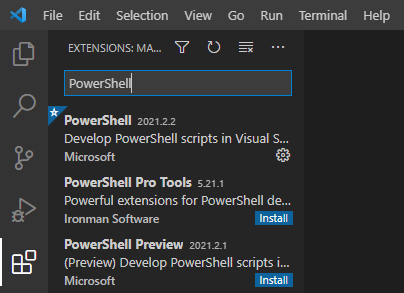 File Edit Selection View Go Run Terminal Help
EXTENSIONS: MA...
PowerShell
PowerShell 2021.2.2
Develop PowerShell scripts in Visual S...
Microsoft
PowerShell Pro Tools 5.21.1
Powerful extensions for PowerShell de...
Ironman Software Install
PowerShell Preview 2021.2.1
(Preview) Develop PowerShell scripts i...
Microsoft Install